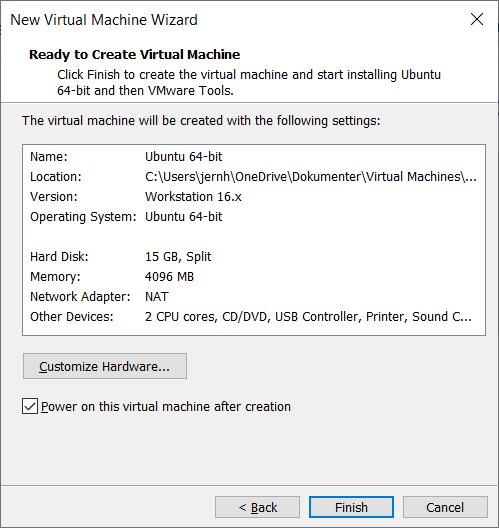 New Virtual Machine Wizard
Ready to Create Virtual Machine
Click Finish to create the virtual machine and start installing Ubuntu
64-bit and then VMware Tools.
The virtual machine will be created with the following settings:
Name: Ubuntu 64-bit
Location: C:\Users\jernh\OneDrive\Dokumenter\Virtual Machines\...
Version: Workstation 16.x
Operating System: Ubuntu 64-bit
Hard Disk: 15 GB, Split
Memory: 4096 MB
Network Adapter: NAT
Other Devices: 2 CPU cores, CD/DVD, USB Controller, Printer, Sound C...
Customize Hardware...
Power on this virtual machine after creation
< Back Finish Cancel